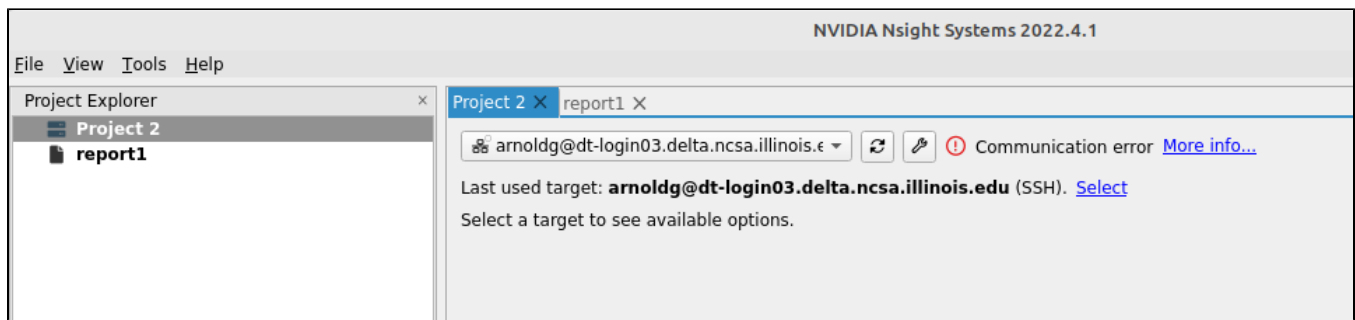 NVIDIA Nsight Systems 2022.4.1
File View Tools Help
Project Explorer ×
Project 2
report1
Project 2 × report1 ×
arnoldg@dt-login03.delta.ncsa.illinois.e Communication error More info...
Last used target: arnoldg@dt-login03.delta.ncsa.illinois.edu (SSH). Select
Select a target to see available options.